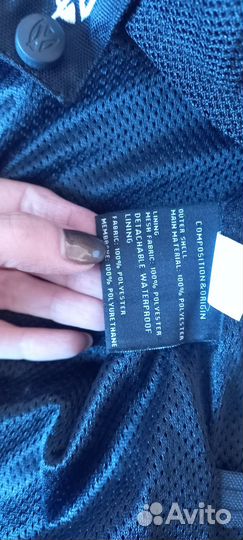 COMPOSITION&ORIGIN
OUTER SHELL
MAIN MATERIAL: 100% POLYESTER
LINING
MESH FABRIC: 100% POLYESTER
DETACHABLE WATERPROOF
LINING
FABRIC: 100% POLYESTER
MEMBRANE: 100% POLYURETHANE
Avito